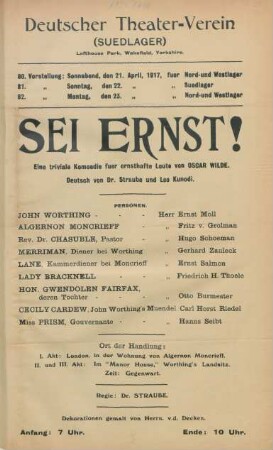 Deutscher Theater-Verein
(SUEDLAGER)
Lofthouse Park, Wakefield, Yorkshire.
80. Vorstellung: Sonnabend, den 21. April, 1917, fuer Nord-und Westlager
81. „ Sonntag, den 22. „ „ Suedlager
82. „ Montag, den 23. „ „ Nord-und Westlager
SEI ERNST!
Eine triviale Komoedie fuer ernsthafte Leute von OSCAR WILDE.
Deutsch von Dr. Straube und Los Kunodi.
PERSONEN.
JOHN WORTHING - - - Herr Ernst Moll
ALGERNON MONCRIEFF - - „ Fritz v. Grolman
Rev. Dr. CHASUBLE, Pastor - - „ Hugo Schoeman
MERRIMAN, Diener bei Worthing - „ Gerhard Zaulock
LANE, Kammerdiener bei Moncrieff - „ Ernst Salmon
LADY BRACKNELL - - - „ Friedrich H. Thoele
HON. GWENDOLEN FAIRFAX,
deren Tochter - - - „ Otto Burmester
CECILY CARDEW, John Worthing's Muendel „ Carl Horst Riedel
Miss PRISM, Gouvernante - - „ Hanns Beibt
Ort der Handlung:
I. Akt: London, in der Wohnung von Algernon Moncrieff.
II. und III. Akt: Im "Manor House," Worthing's Landsitz.
Zeit: Gegenwart.
Regie: Dr. STRAUBE.
Dekorationen gemalt von Herrn. v.d. Decken.
Anfang: 7 Uhr. Ende: 10 Uhr.